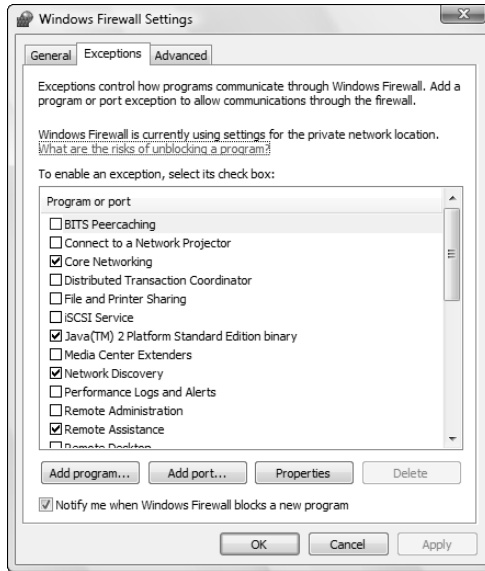 Windows Firewall Settings
General Exceptions Advanced
Exceptions control how programs communicate through Windows Firewall. Add a
program or port exception to allow communications through the firewall.
Windows Firewall is currently using settings for the private network location.
What are the risks of unblocking a program?
To enable an exception, select its check box:
Program or port
BITS Peercaching
Connect to a Network Projector
Core Networking
Distributed Transaction Coordinator
File and Printer Sharing
iSCSI Service
Java(TM) 2 Platform Standard Edition binary
Media Center Extenders
Network Discovery
Performance Logs and Alerts
Remote Administration
Remote Assistance
Remote Desktop
Add program... Add port... Properties Delete
Notify me when Windows Firewall blocks a new program
OK Cancel Apply